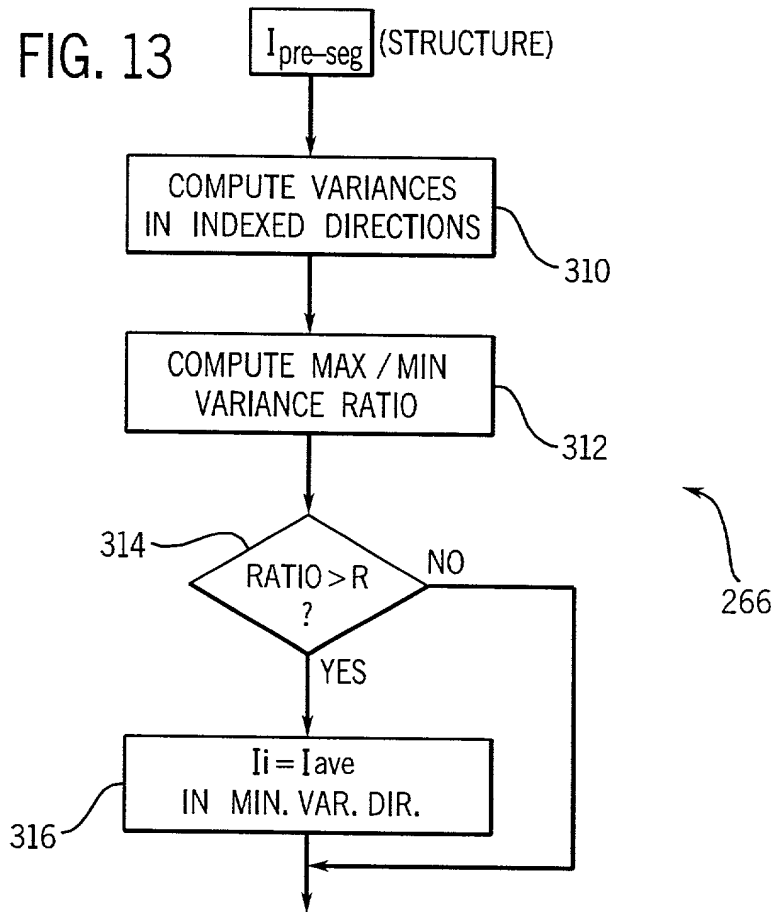 FIG. 13
I pre-seg (STRUCTURE)
COMPUTE VARIANCES
IN INDEXED DIRECTIONS
310
COMPUTE MAX / MIN
VARIANCE RATIO
312
314
RATIO > R
?
NO
266
YES
Ii = Iave
IN MIN. VAR. DIR.
316